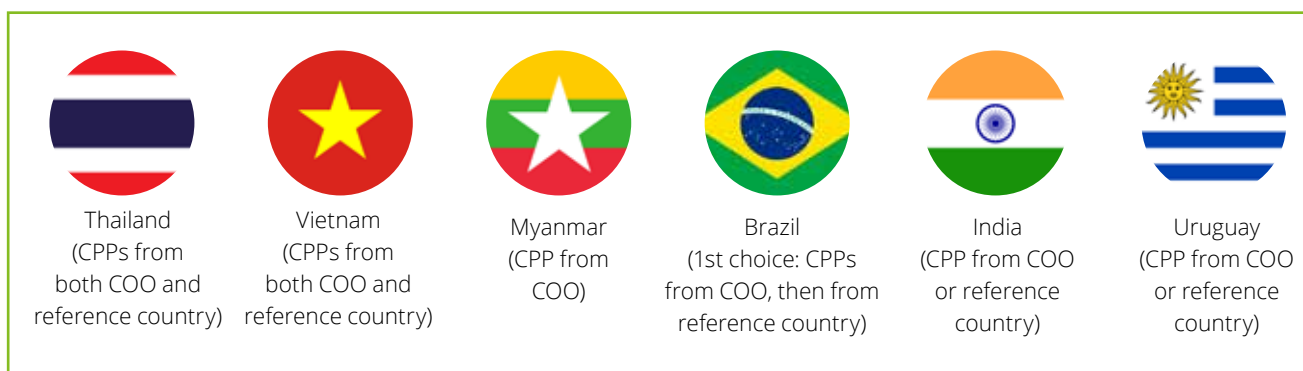 Thailand
(CPPs from
both COO and
reference country)
Vietnam
(CPPs from
both COO and
reference country)
Myanmar
(CPP from
COO)
Brazil
(1st choice: CPPs
from COO, then from
reference country)
India
(CPP from COO
or reference
country)
Uruguay
(CPP from COO
or reference
country)